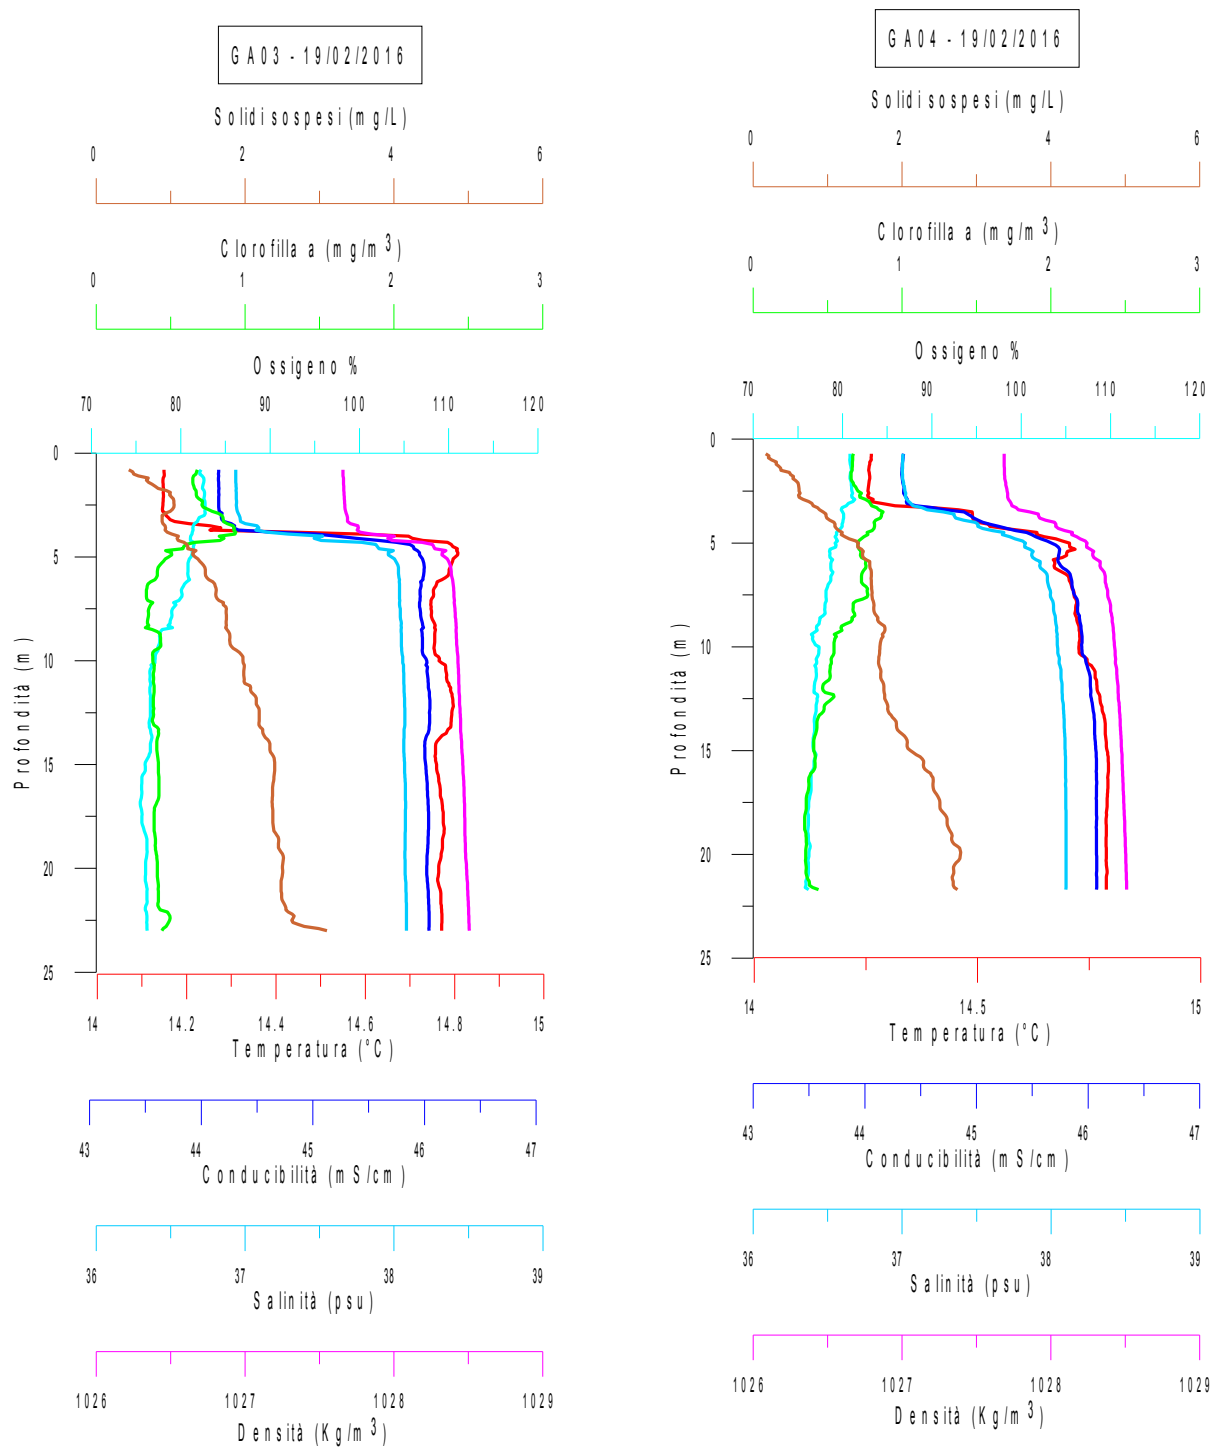 GA03 - 19/02/2016
Solidi sospesi (mg/L)
0 2 4 6
Clorofilla a (mg/m3)
0 1 2 3
Ossigeno %
70 80 90 100 110 120
0
5
10
15
20
25
Profondità (m)
14 14.2 14.4 14.6 14.8 15
Temperatura (°C)
43 44 45 46 47
Conducibilità (mS/cm)
36 37 38 39
Salinità (psu)
1026 1027 1028 1029
Densità (Kg/m3)
GA04 - 19/02/2016
Solidi sospesi (mg/L)
0 2 4 6
Clorofilla a (mg/m3)
0 1 2 3
Ossigeno %
70 80 90 100 110 120
0
5
10
15
20
25
Profondità (m)
14 14.5 15
Temperatura (°C)
43 44 45 46 47
Conducibilità (mS/cm)
36 37 38 39
Salinità (psu)
1026 1027 1028 1029
Densità (Kg/m3)